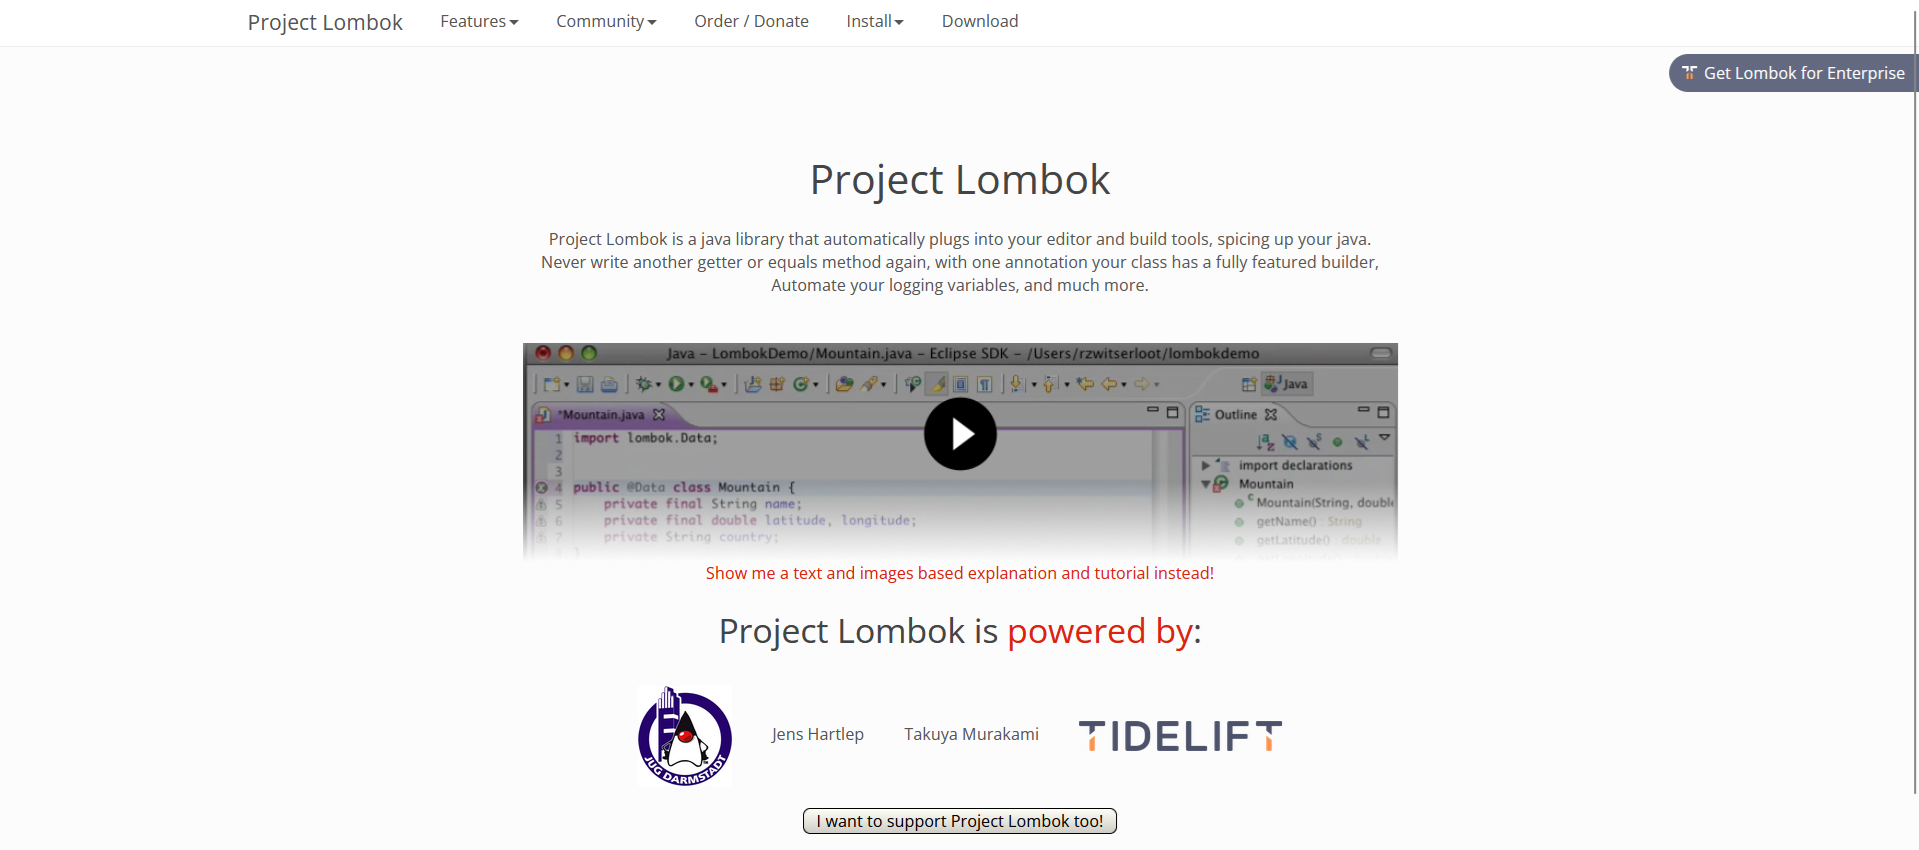 Project Lombok Features Community Order / Donate Install Download
Get Lombok for Enterprise
Project Lombok
Project Lombok is a java library that automatically plugs into your editor and build tools, spicing up your java.
Never write another getter or equals method again, with one annotation your class has a fully featured builder,
Automate your logging variables, and much more.
Java – LombokDemo/Mountain.java – Eclipse SDK – /Users/rzwitserloot/lombokdemo
Java
*Mountain.java
Outline
1 import lombok.Data;
2
3
4 public @Data class Mountain {
5 private final String name;
6 private final double latitude, longitude;
7 private String country;
import declarations
Mountain
Mountain(String, double
getName() : String
getLatitude() : double
Show me a text and images based explanation and tutorial instead!
Project Lombok is powered by:
JUG DARMSTADT
Jens Hartlep
Takuya Murakami
TIDELIFT
I want to support Project Lombok too!